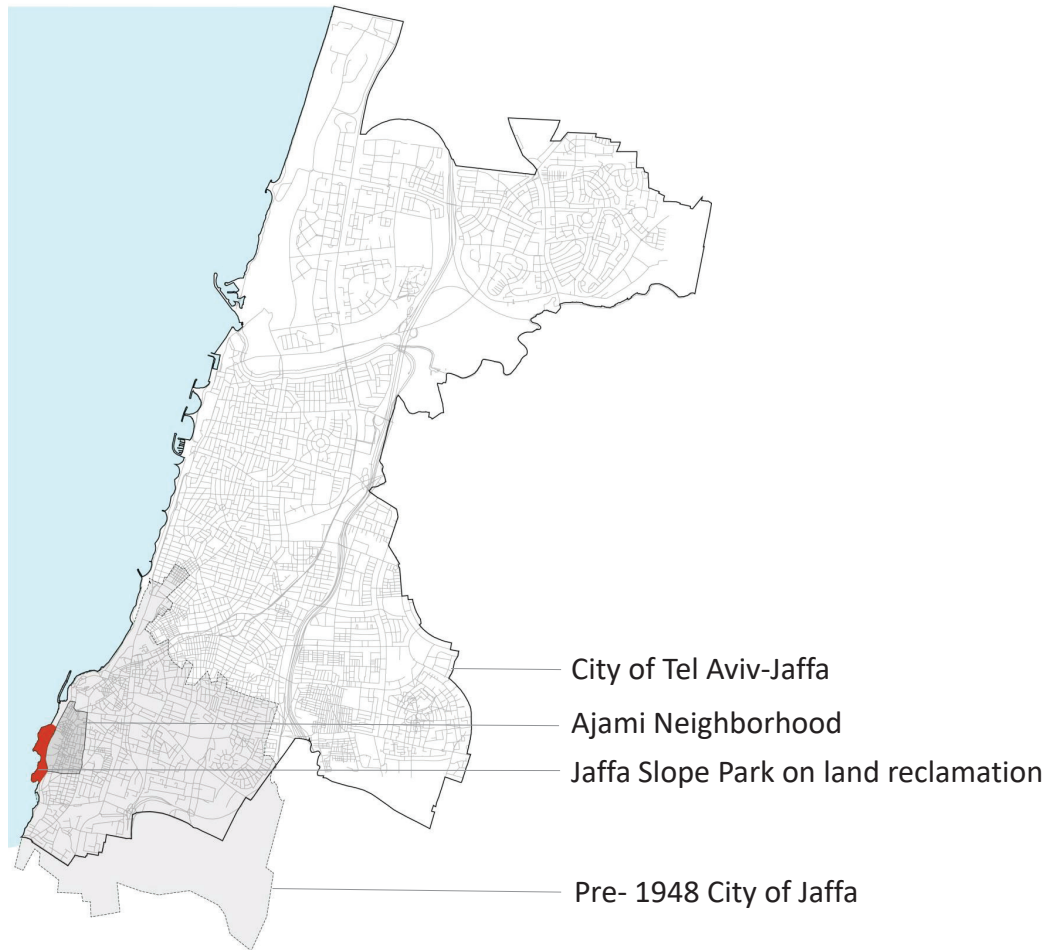 City of Tel Aviv-Jaffa
Ajami Neighborhood
Jaffa Slope Park on land reclamation
Pre- 1948 City of Jaffa